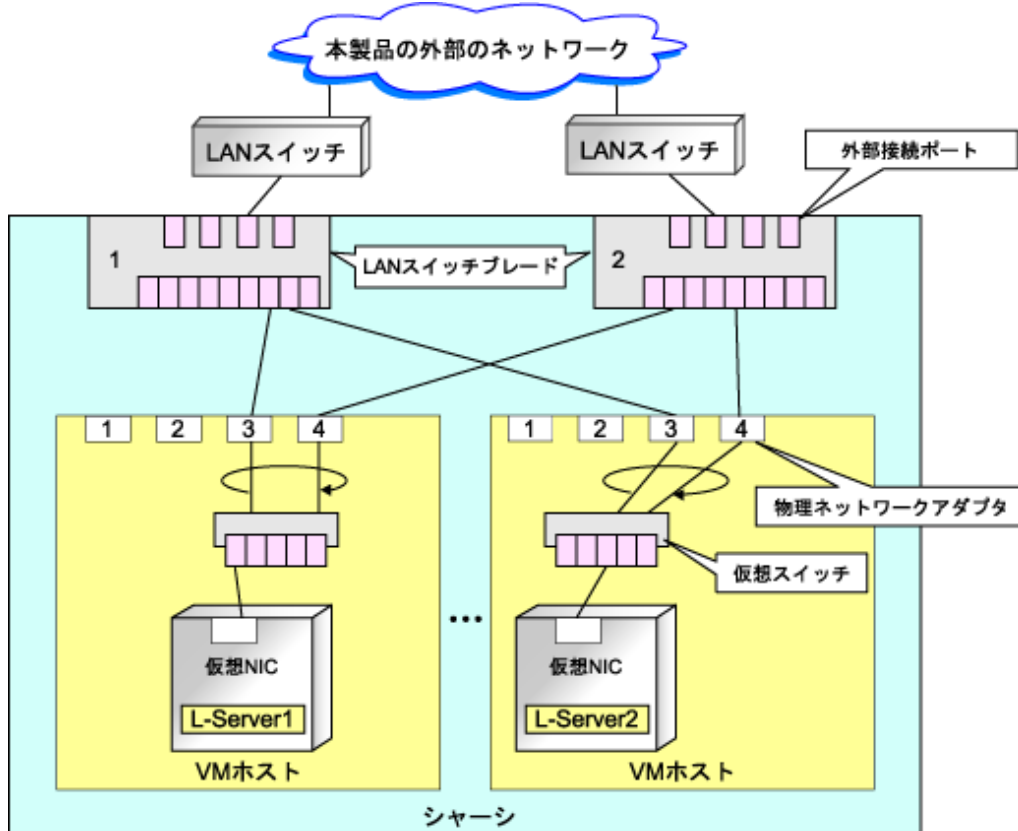 本製品の外部のネットワーク
LANスイッチ
LANスイッチ
外部接続ポート
1
LANスイッチブレード
2
1 2 3 4
1 2 3 4
物理ネットワークアダプタ
仮想スイッチ
仮想NIC
L-Server1
VMホスト
•••
仮想NIC
L-Server2
VMホスト
シャーシ